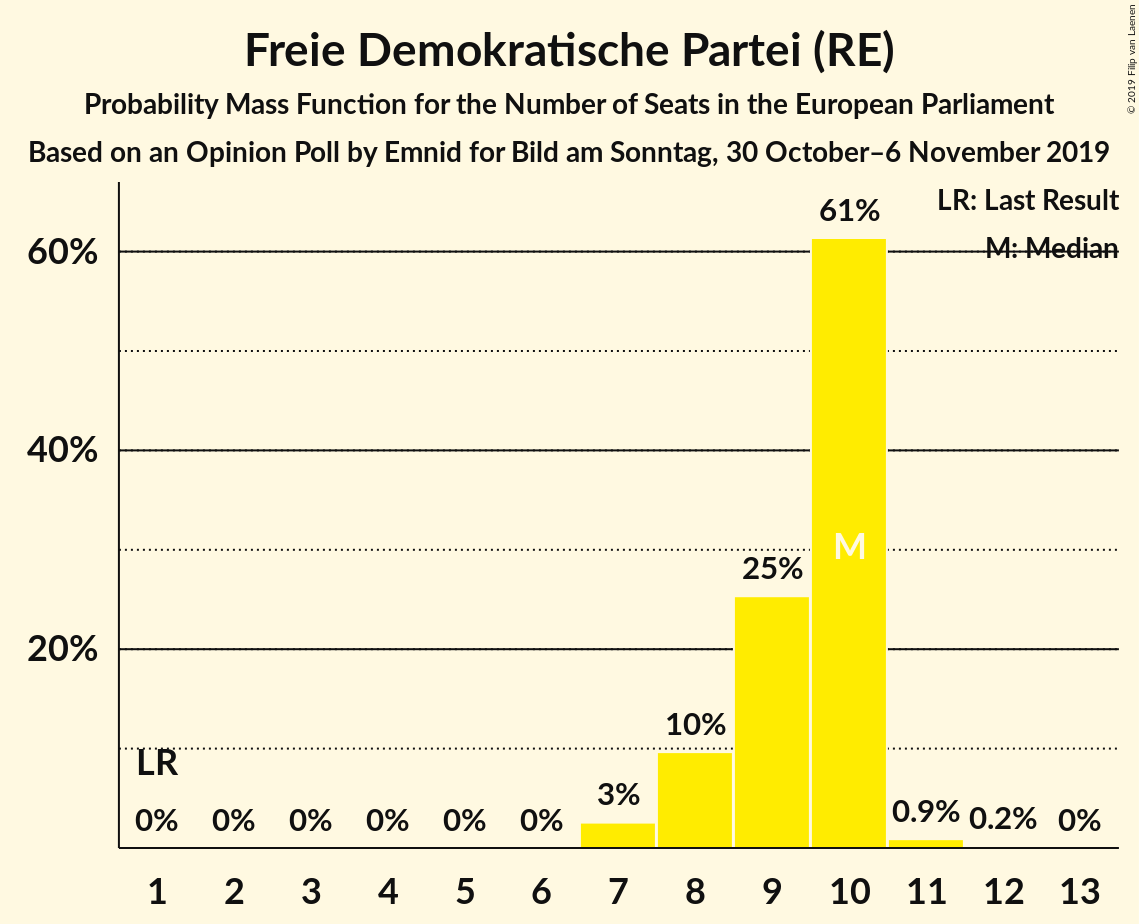 Freie Demokratische Partei (RE)
Probability Mass Function for the Number of Seats in the European Parliament
Based on an Opinion Poll by Emnid for Bild am Sonntag, 30 October–6 November 2019
© 2019 Filip van Laenen
LR: Last Result
M: Median
60%
40%
20%
61%
M
25%
10%
3%
LR
0% 0% 0% 0% 0% 0% 0.9% 0.2% 0%
1 2 3 4 5 6 7 8 9 10 11 12 13